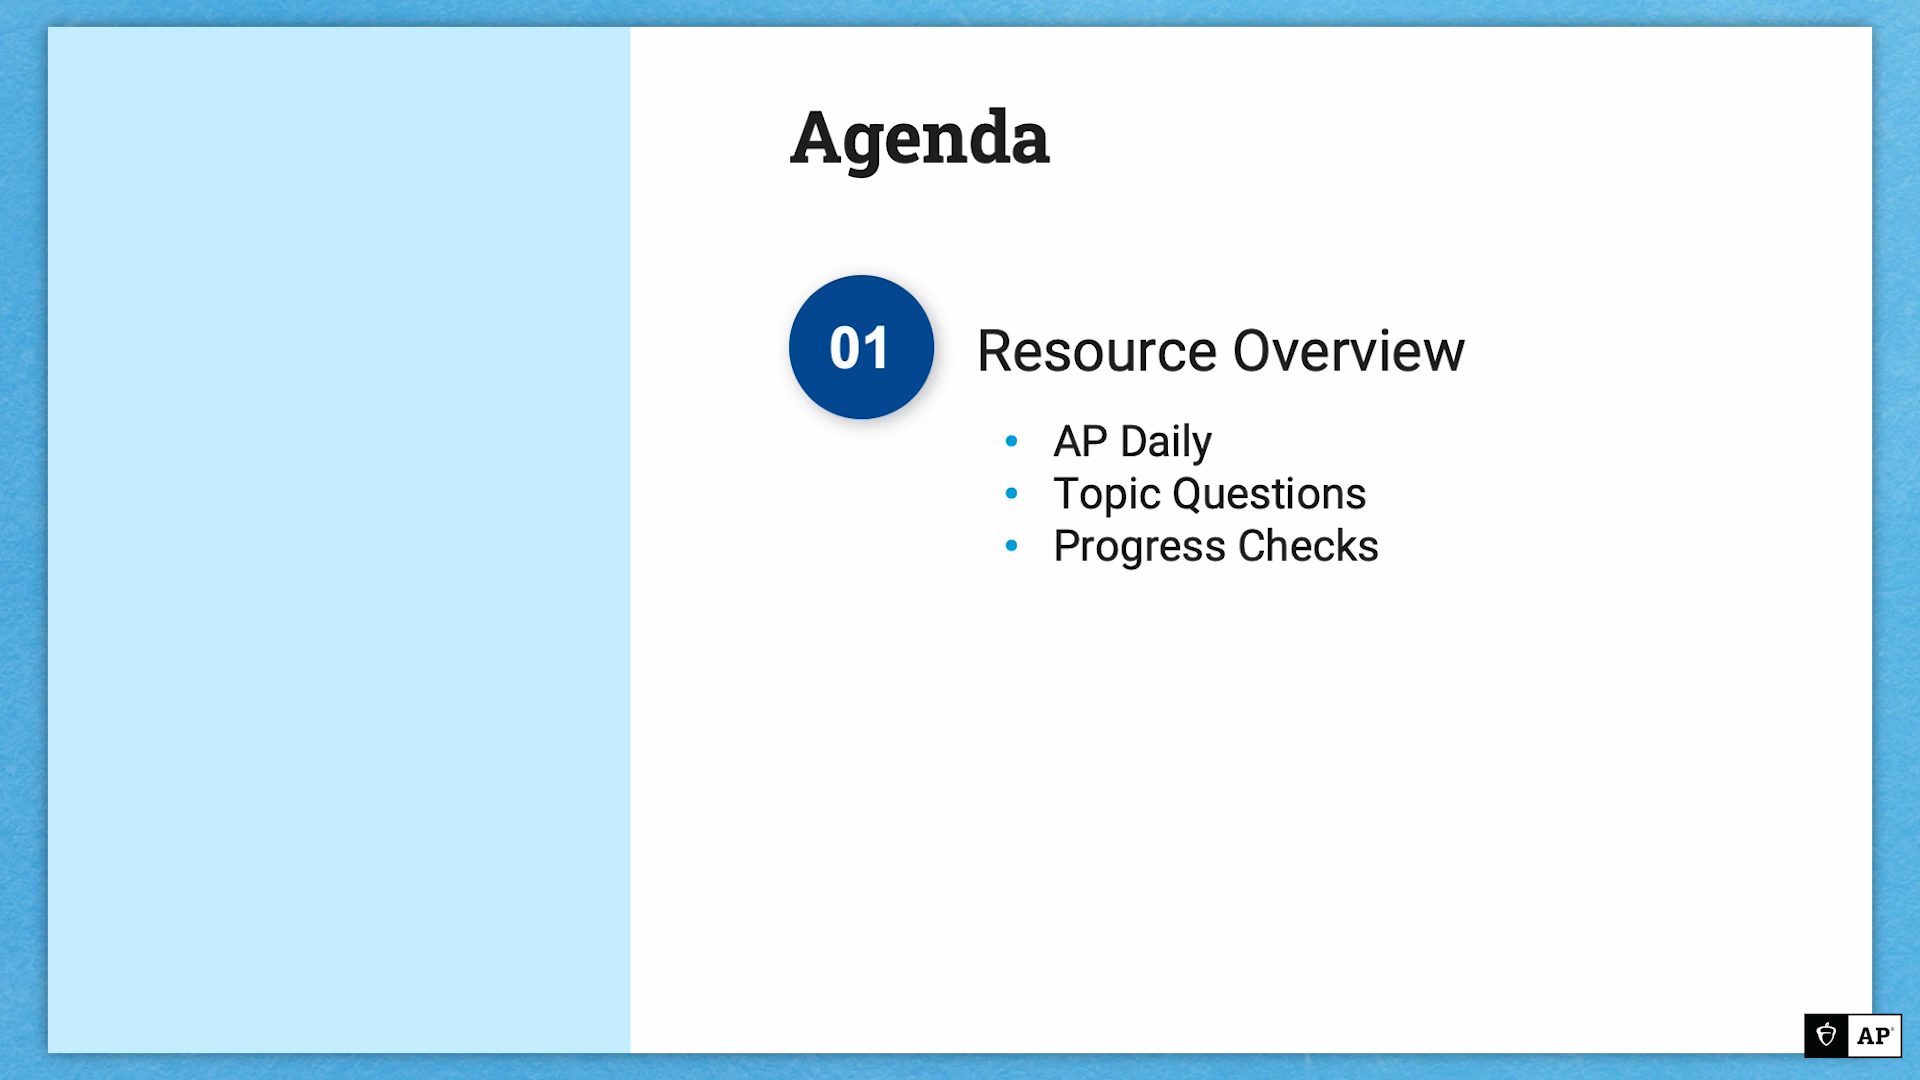 Agenda
01
Resource Overview
• AP Daily
• Topic Questions
• Progress Checks
AP®